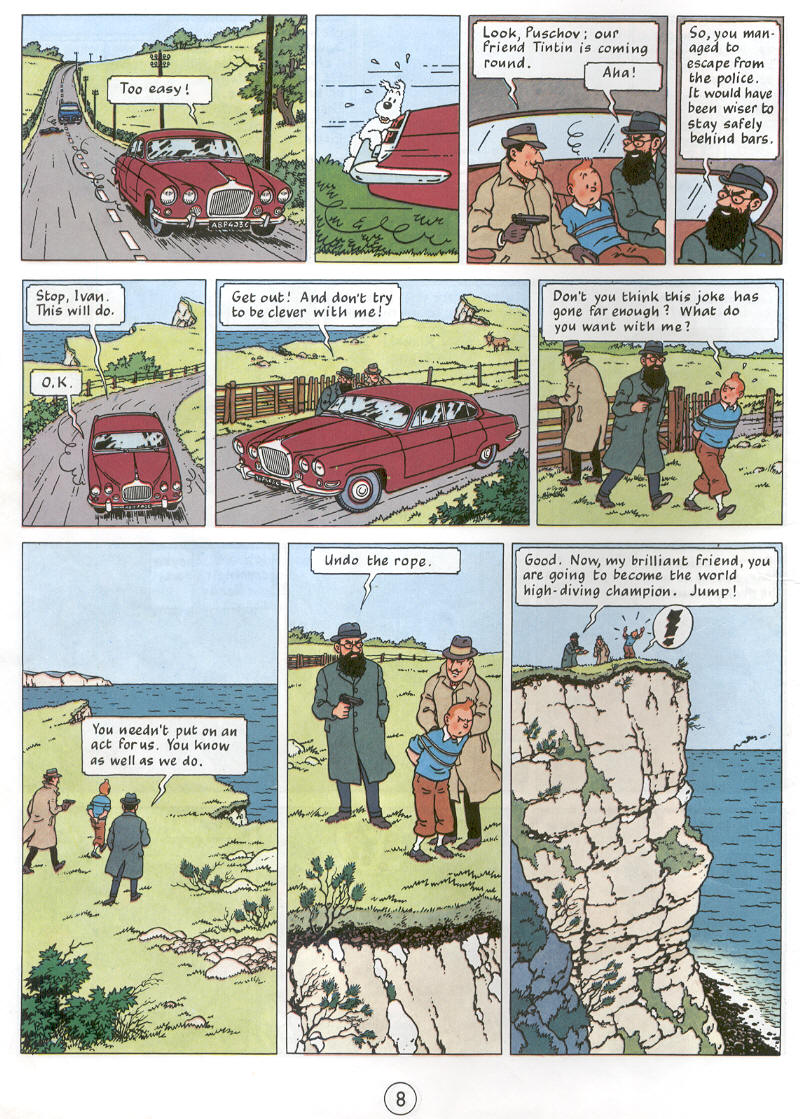 Too easy!
ABP403C
Look, Puschov; our
friend Tintin is coming
round.
Aha!
So, you man-
aged to
escape from
the police.
It would have
been wiser to
stay safely
behind bars.
Stop, Ivan.
This will do.
O.K.
Get out! And don't try
to be clever with me!
Don't you think this joke has
gone far enough? What do
you want with me?
You needn't put on an
act for us. You know
as well as we do.
Undo the rope.
Good. Now, my brilliant friend, you
are going to become the world
high-diving champion. Jump!
!
8